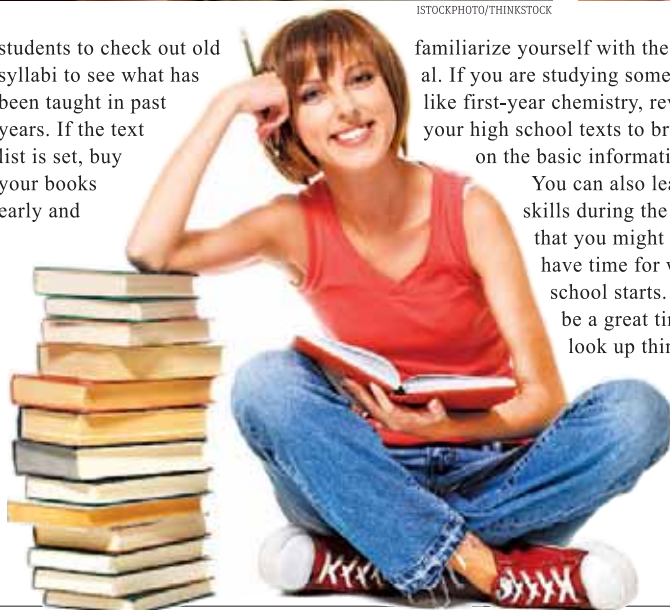 ISTOCKPHOTO/THINKSTOCK
students to check out old
syllabi to see what has
been taught in past
years. If the text
list is set, buy
your books
early and
familiarize yourself with the
al. If you are studying some
like first-year chemistry, re
your high school texts to br
on the basic informati
You can also lea
skills during the
that you might
have time for
school starts.
be a great ti
look up thin